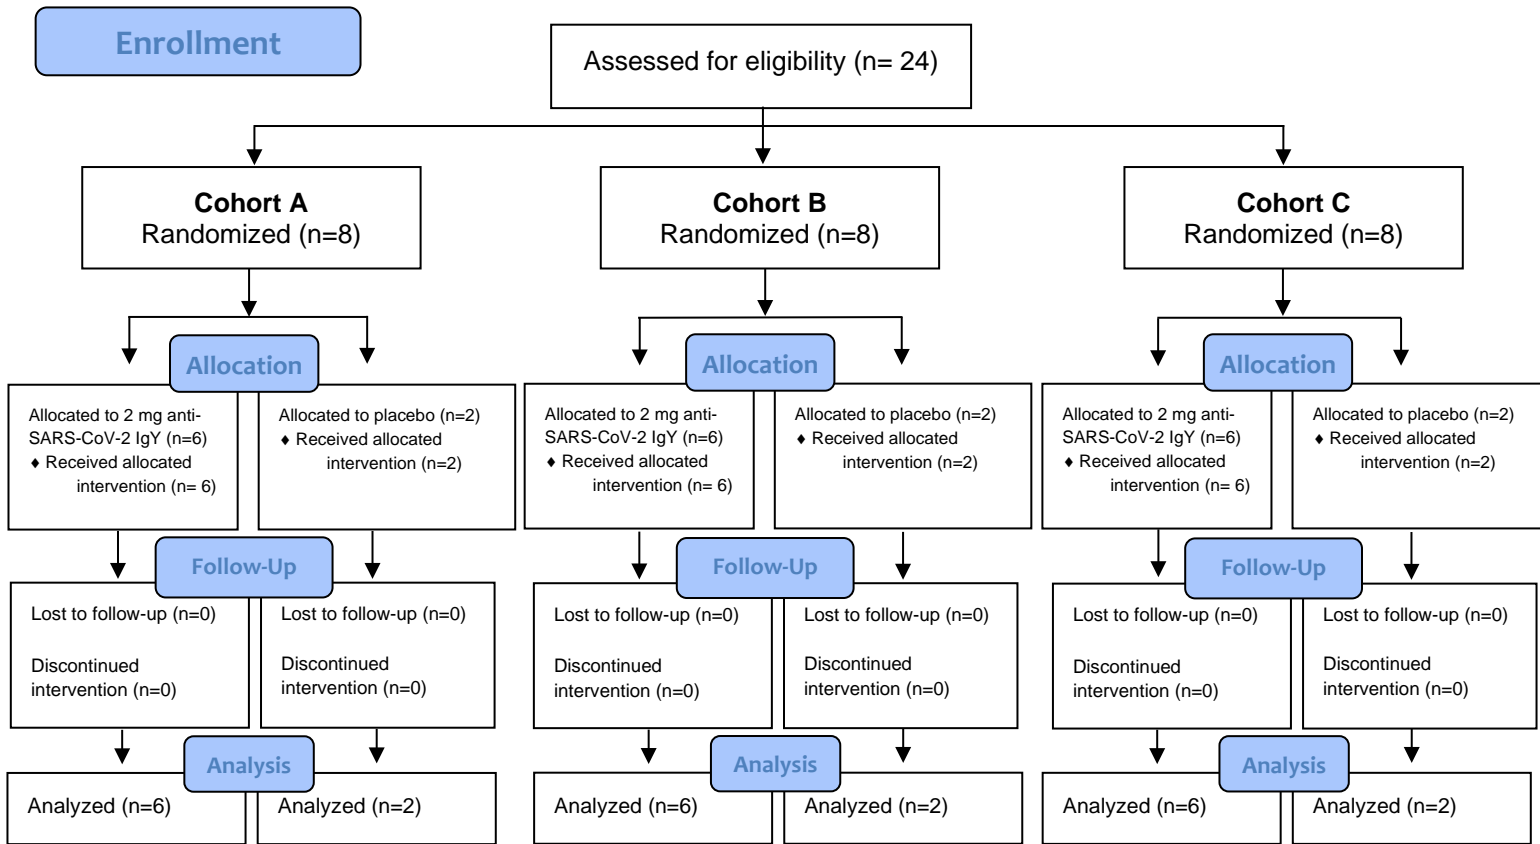 Enrollment
Assessed for eligibility (n= 24)
Cohort A
Randomized (n=8)
Cohort B
Randomized (n=8)
Cohort C
Randomized (n=8)
Allocation
Allocated to 2 mg anti-
SARS-CoV-2 IgY (n=6)
♦ Received allocated
intervention (n= 6)
Allocated to placebo (n=2)
♦ Received allocated
intervention (n=2)
Allocation
Allocated to 2 mg anti-
SARS-CoV-2 IgY (n=6)
♦ Received allocated
intervention (n= 6)
Allocated to placebo (n=2)
♦ Received allocated
intervention (n=2)
Allocation
Allocated to 2 mg anti-
SARS-CoV-2 IgY (n=6)
♦ Received allocated
intervention (n= 6)
Allocated to placebo (n=2)
♦ Received allocated
intervention (n=2)
Follow-Up
Lost to follow-up (n=0)
Discontinued
intervention (n=0)
Lost to follow-up (n=0)
Discontinued
intervention (n=0)
Follow-Up
Lost to follow-up (n=0)
Discontinued
intervention (n=0)
Lost to follow-up (n=0)
Discontinued
intervention (n=0)
Follow-Up
Lost to follow-up (n=0)
Discontinued
intervention (n=0)
Lost to follow-up (n=0)
Discontinued
intervention (n=0)
Analysis
Analyzed (n=6)
Analyzed (n=2)
Analysis
Analyzed (n=6)
Analyzed (n=2)
Analysis
Analyzed (n=6)
Analyzed (n=2)